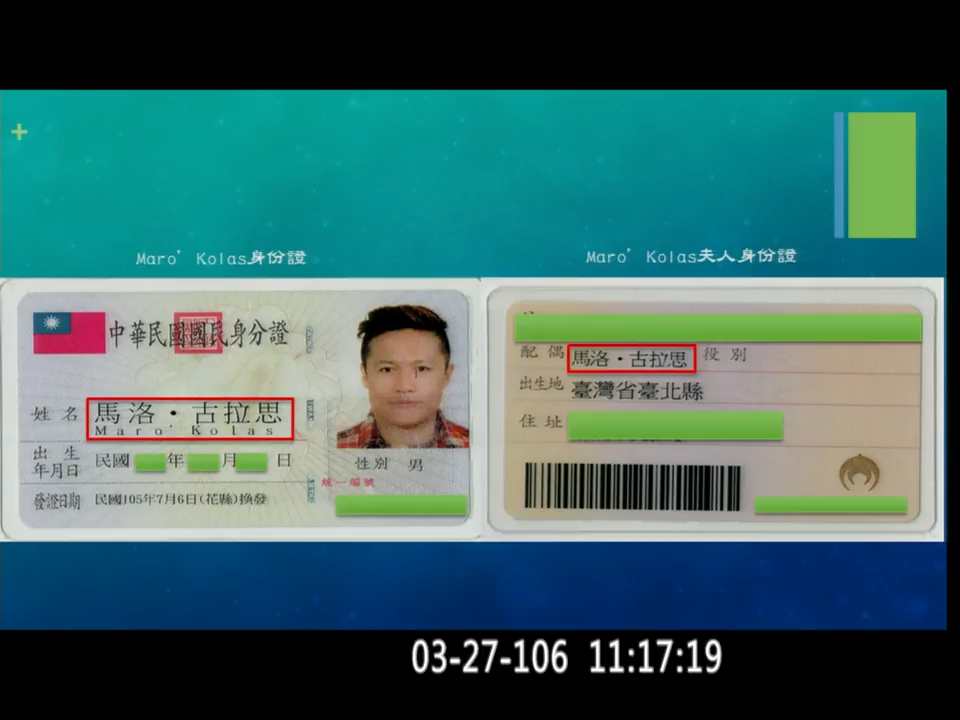 Maro' Kolas身份證
Maro' Kolas夫人身份證
中華民國國民身分證
姓名 馬洛・古拉思
Maro' Kolas
出生年月日 民國 年 月 日
性別 男
統一編號
發證日期 民國105年7月6日(花縣)換發
配偶 馬洛・古拉思 役別
出生地 臺灣省臺北縣
住址
03-27-106 11:17:19